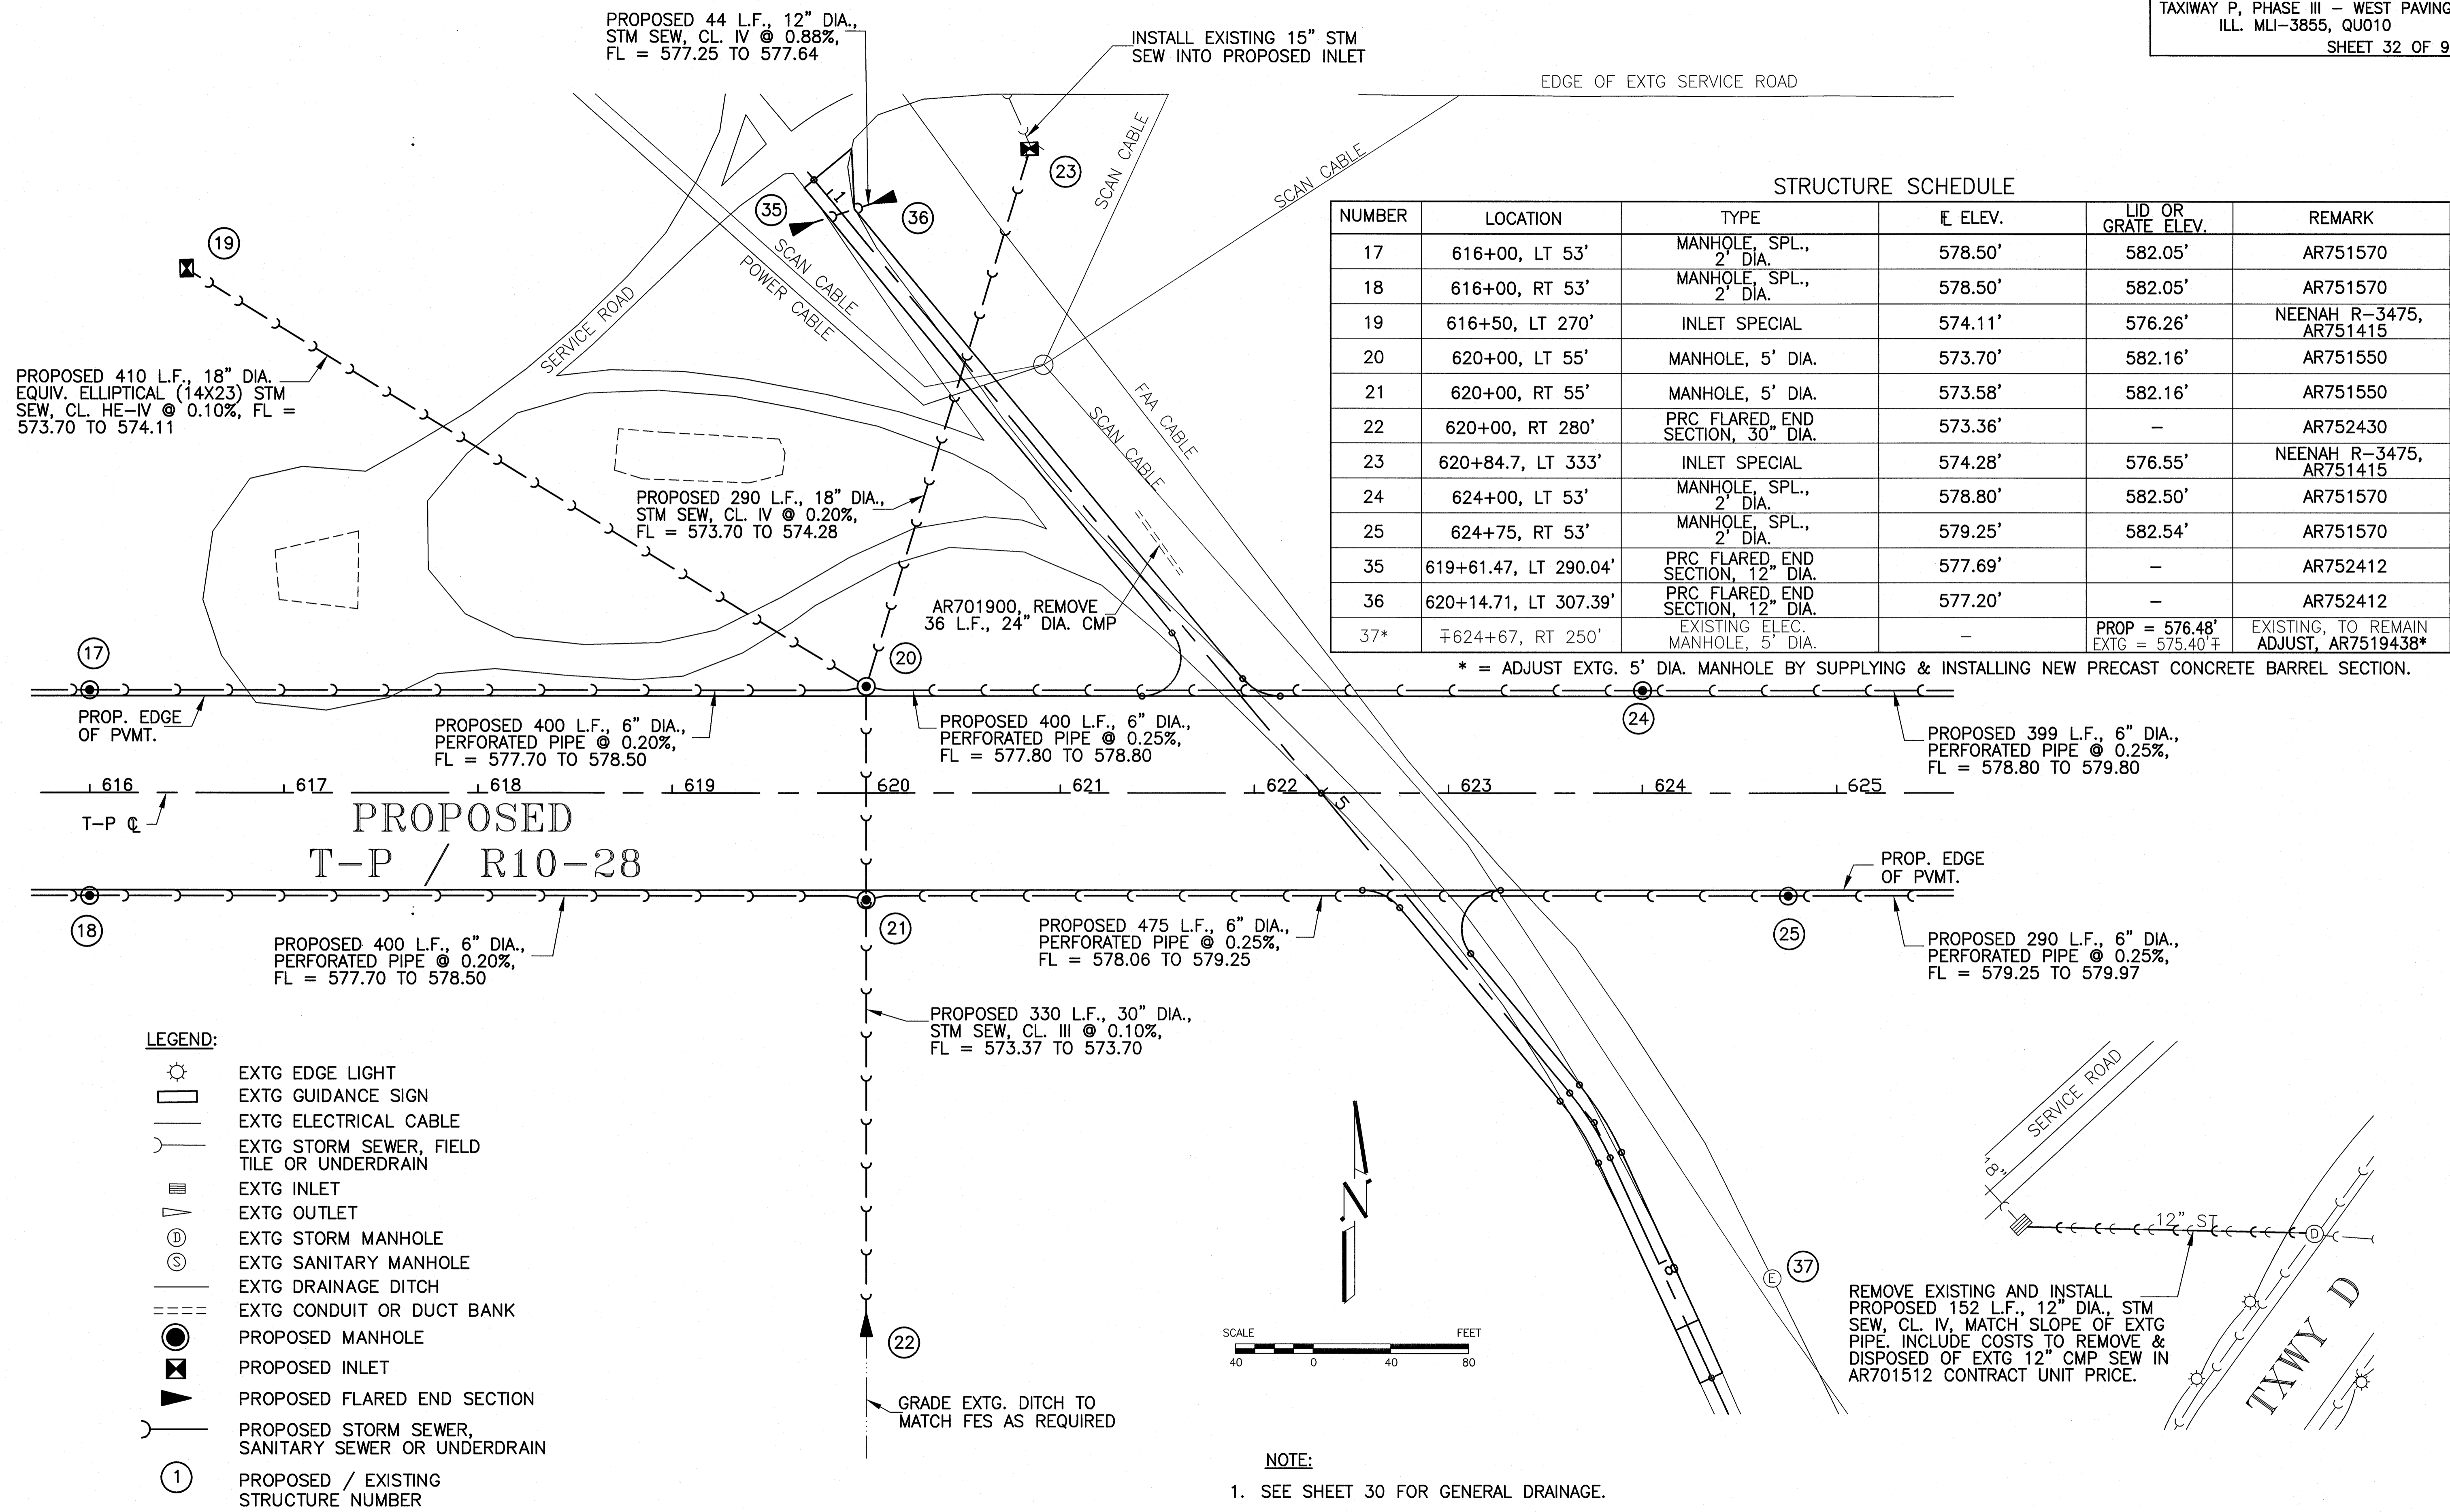 TAXIWAY P, PHASE III – WEST PAVING
ILL. MLI–3855, QU010
SHEET 32 OF 9
PROPOSED 44 L.F., 12" DIA.,
STM SEW, CL. IV @ 0.88%,
FL = 577.25 TO 577.64
INSTALL EXISTING 15" STM
SEW INTO PROPOSED INLET
EDGE OF EXTG SERVICE ROAD
SCAN CABLE
SCAN CABLE
23
35
36
1
19
SCAN CABLE
POWER CABLE
SERVICE ROAD
FAA CABLE
SCAN CABLE
PROPOSED 410 L.F., 18" DIA.
EQUIV. ELLIPTICAL (14X23) STM
SEW, CL. HE–IV @ 0.10%, FL =
573.70 TO 574.11
PROPOSED 290 L.F., 18" DIA.,
STM SEW, CL. IV @ 0.20%,
FL = 573.70 TO 574.28
AR701900, REMOVE
36 L.F., 24" DIA. CMP
STRUCTURE SCHEDULE
NUMBER LOCATION TYPE FL ELEV. LID OR GRATE ELEV. REMARK
17 616+00, LT 53' MANHOLE, SPL., 2' DIA. 578.50' 582.05' AR751570
18 616+00, RT 53' MANHOLE, SPL., 2' DIA. 578.50' 582.05' AR751570
19 616+50, LT 270' INLET SPECIAL 574.11' 576.26' NEENAH R–3475, AR751415
20 620+00, LT 55' MANHOLE, 5' DIA. 573.70' 582.16' AR751550
21 620+00, RT 55' MANHOLE, 5' DIA. 573.58' 582.16' AR751550
22 620+00, RT 280' PRC FLARED END SECTION, 30" DIA. 573.36' – AR752430
23 620+84.7, LT 333' INLET SPECIAL 574.28' 576.55' NEENAH R–3475, AR751415
24 624+00, LT 53' MANHOLE, SPL., 2' DIA. 578.80' 582.50' AR751570
25 624+75, RT 53' MANHOLE, SPL., 2' DIA. 579.25' 582.54' AR751570
35 619+61.47, LT 290.04' PRC FLARED END SECTION, 12" DIA. 577.69' – AR752412
36 620+14.71, LT 307.39' PRC FLARED END SECTION, 12" DIA. 577.20' – AR752412
37* ∓624+67, RT 250' EXISTING ELEC. MANHOLE, 5' DIA. – PROP = 576.48' EXTG = 575.40'∓ EXISTING, TO REMAIN ADJUST, AR7519438*
* = ADJUST EXTG. 5' DIA. MANHOLE BY SUPPLYING & INSTALLING NEW PRECAST CONCRETE BARREL SECTION.
17
20
24
PROP. EDGE
OF PVMT.
PROPOSED 400 L.F., 6" DIA.,
PERFORATED PIPE @ 0.20%,
FL = 577.70 TO 578.50
PROPOSED 400 L.F., 6" DIA.,
PERFORATED PIPE @ 0.25%,
FL = 577.80 TO 578.80
PROPOSED 399 L.F., 6" DIA.,
PERFORATED PIPE @ 0.25%,
FL = 578.80 TO 579.80
616 617 618 619 620 621 622 623 624 625
5
T–P ℄
PROPOSED
T–P / R10–28
PROP. EDGE
OF PVMT.
18
21
25
PROPOSED 400 L.F., 6" DIA.,
PERFORATED PIPE @ 0.20%,
FL = 577.70 TO 578.50
PROPOSED 475 L.F., 6" DIA.,
PERFORATED PIPE @ 0.25%,
FL = 578.06 TO 579.25
PROPOSED 290 L.F., 6" DIA.,
PERFORATED PIPE @ 0.25%,
FL = 579.25 TO 579.97
PROPOSED 330 L.F., 30" DIA.,
STM SEW, CL. III @ 0.10%,
FL = 573.37 TO 573.70
LEGEND:
EXTG EDGE LIGHT
EXTG GUIDANCE SIGN
EXTG ELECTRICAL CABLE
EXTG STORM SEWER, FIELD
TILE OR UNDERDRAIN
EXTG INLET
EXTG OUTLET
D EXTG STORM MANHOLE
S EXTG SANITARY MANHOLE
EXTG DRAINAGE DITCH
EXTG CONDUIT OR DUCT BANK
PROPOSED MANHOLE
PROPOSED INLET
PROPOSED FLARED END SECTION
PROPOSED STORM SEWER,
SANITARY SEWER OR UNDERDRAIN
1 PROPOSED / EXISTING
STRUCTURE NUMBER
22
GRADE EXTG. DITCH TO
MATCH FES AS REQUIRED
N
SCALE FEET
40 0 40 80
8
E
37
NOTE:
1. SEE SHEET 30 FOR GENERAL DRAINAGE.
SERVICE ROAD
18"
12" ST
D
TXWY D
REMOVE EXISTING AND INSTALL
PROPOSED 152 L.F., 12" DIA., STM
SEW, CL. IV, MATCH SLOPE OF EXTG
PIPE. INCLUDE COSTS TO REMOVE &
DISPOSED OF EXTG 12" CMP SEW IN
AR701512 CONTRACT UNIT PRICE.